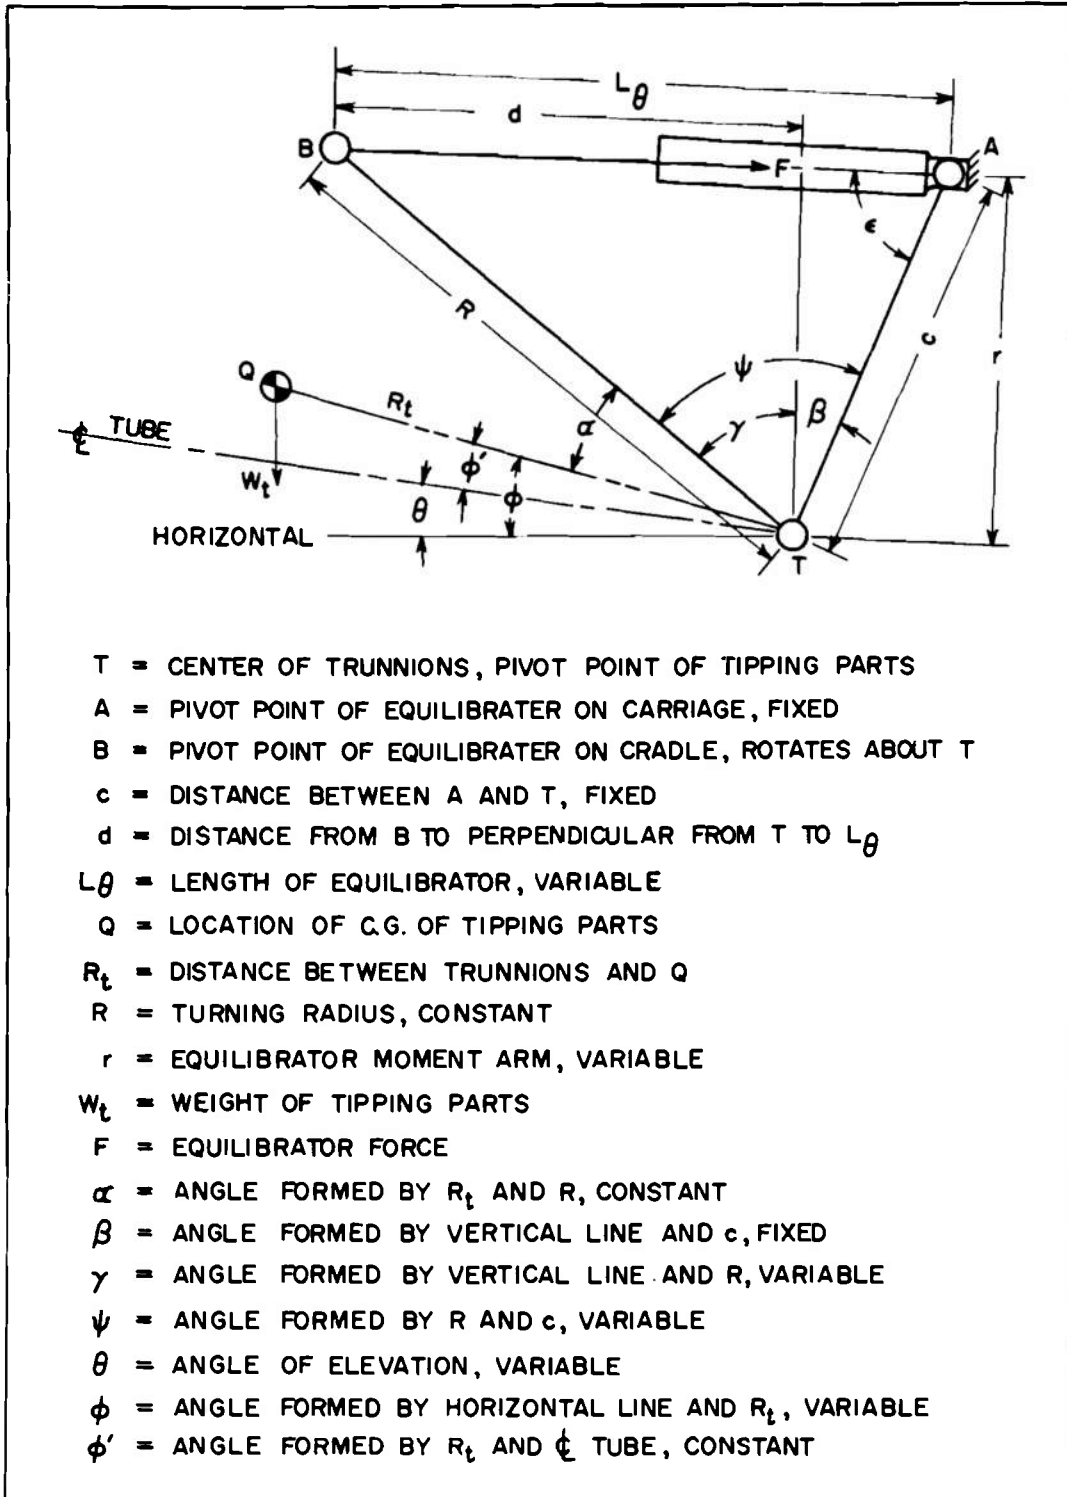 Lθ
d
B
A
F
ε
R
c
r
Q
Rt
ψ
α
γ
β
℄ TUBE
ϕ'
Wt
θ
ϕ
HORIZONTAL
T
T = CENTER OF TRUNNIONS, PIVOT POINT OF TIPPING PARTS
A = PIVOT POINT OF EQUILIBRATER ON CARRIAGE, FIXED
B = PIVOT POINT OF EQUILIBRATER ON CRADLE, ROTATES ABOUT T
c = DISTANCE BETWEEN A AND T, FIXED
d = DISTANCE FROM B TO PERPENDICULAR FROM T TO Lθ
Lθ = LENGTH OF EQUILIBRATOR, VARIABLE
Q = LOCATION OF C.G. OF TIPPING PARTS
Rt = DISTANCE BETWEEN TRUNNIONS AND Q
R = TURNING RADIUS, CONSTANT
r = EQUILIBRATOR MOMENT ARM, VARIABLE
Wt = WEIGHT OF TIPPING PARTS
F = EQUILIBRATOR FORCE
α = ANGLE FORMED BY Rt AND R, CONSTANT
β = ANGLE FORMED BY VERTICAL LINE AND c, FIXED
γ = ANGLE FORMED BY VERTICAL LINE AND R, VARIABLE
ψ = ANGLE FORMED BY R AND c, VARIABLE
θ = ANGLE OF ELEVATION, VARIABLE
ϕ = ANGLE FORMED BY HORIZONTAL LINE AND Rt, VARIABLE
ϕ' = ANGLE FORMED BY Rt AND ℄ TUBE, CONSTANT